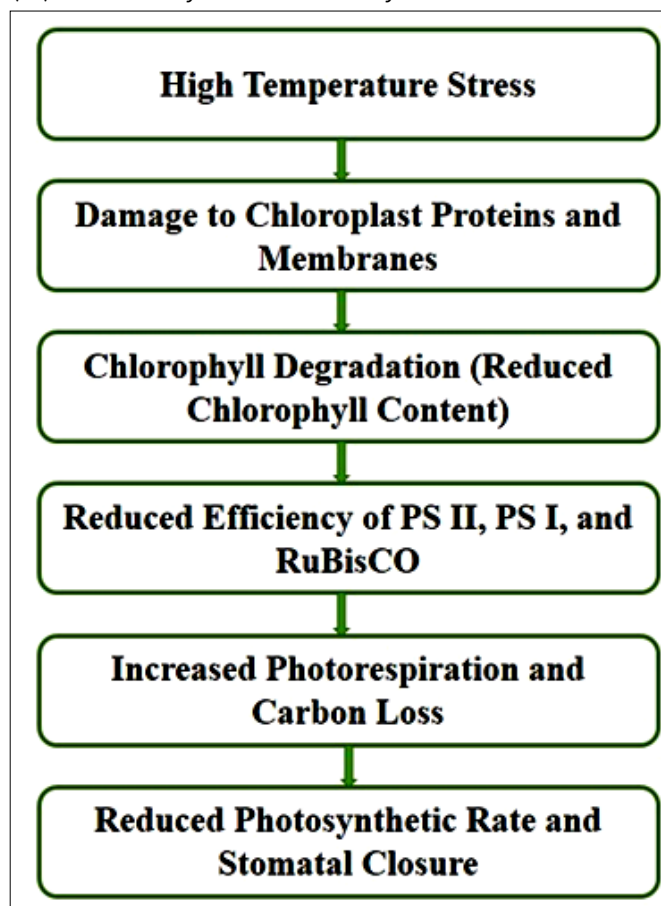 High Temperature Stress
Damage to Chloroplast Proteins and
Membranes
Chlorophyll Degradation (Reduced
Chlorophyll Content)
Reduced Efficiency of PS II, PS I, and
RuBisCO
Increased Photorespiration and
Carbon Loss
Reduced Photosynthetic Rate and
Stomatal Closure